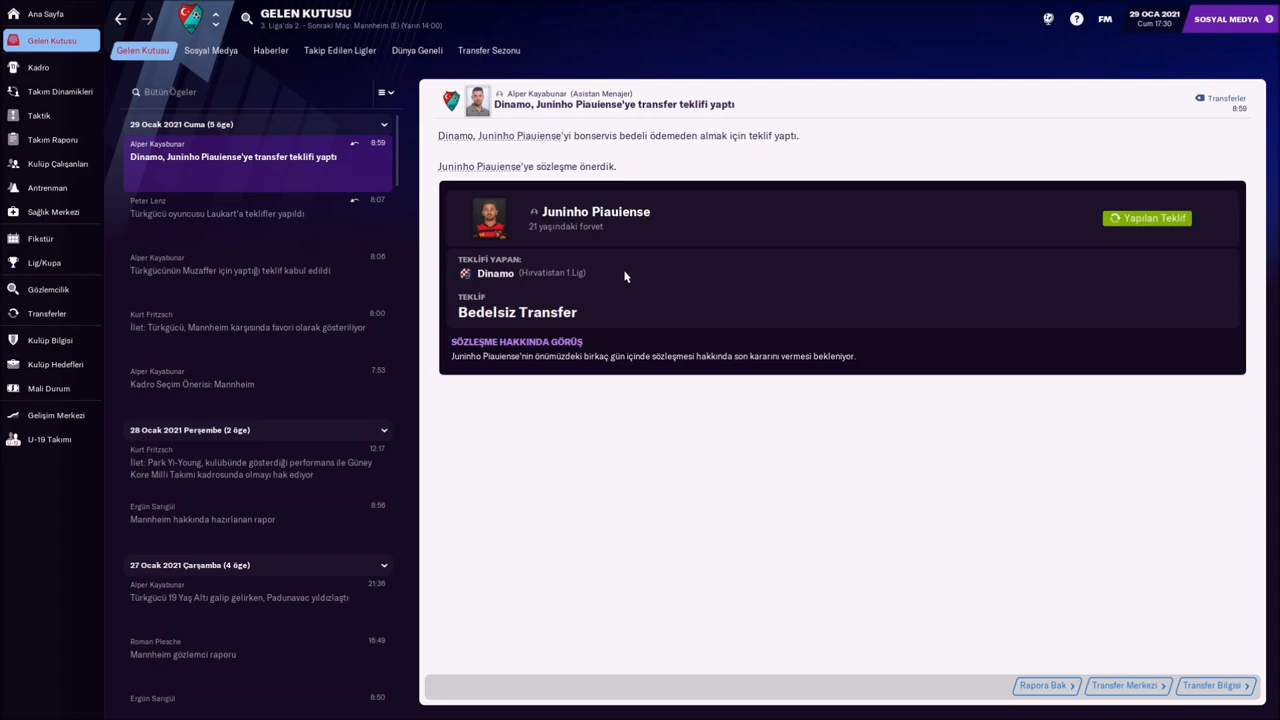 Ana Sayfa
Gelen Kutusu
Kadro
Takım Dinamikleri
Taktik
Takım Raporu
Kulüp Çalışanları
Antrenman
Sağlık Merkezi
Fikstür
Lig/Kupa
Gözlemcilik
Transferler
Kulüp Bilgisi
Kulüp Hedefleri
Mali Durum
Gelişim Merkezi
U-19 Takımı
GELEN KUTUSU
3. Liga'da 2. - Sonraki Maç: Mannheim (E) (Yarın 14:00)
? FM
29 OCA 2021
Cum 17:30
SOSYAL MEDYA
Gelen Kutusu Sosyal Medya Haberler Takip Edilen Ligler Dünya Geneli Transfer Sezonu
Bütün Ögeler
29 Ocak 2021 Cuma (5 öge)
Alper Kayabunar 8:59
Dinamo, Juninho Piauiense'ye transfer teklifi yaptı
Peter Lenz 8:07
Türkgücü oyuncusu Laukart'a teklifler yapıldı
Alper Kayabunar 8:06
Türkgücünün Muzaffer için yaptığı teklif kabul edildi
Kurt Fritzsch 8:00
İlet: Türkgücü, Mannheim karşısında favori olarak gösteriliyor
Alper Kayabunar 7:53
Kadro Seçim Önerisi: Mannheim
28 Ocak 2021 Perşembe (2 öge)
Kurt Fritzsch 12:17
İlet: Park Yi-Young, kulübünde gösterdiği performans ile Güney
Kore Milli Takımı kadrosunda olmayı hak ediyor
Ergün Sarıgül 8:56
Mannheim hakkında hazırlanan rapor
27 Ocak 2021 Çarşamba (4 öge)
Alper Kayabunar 21:36
Türkgücü 19 Yaş Altı galip gelirken, Padunavac yıldızlaştı
Roman Plesche 16:49
Mannheim gözlemci raporu
Ergün Sarıgül 8:50
Alper Kayabunar (Asistan Menajer)
Dinamo, Juninho Piauiense'ye transfer teklifi yaptı
Transferler
8:59
Dinamo, Juninho Piauiense'yi bonservis bedeli ödemeden almak için teklif yaptı.
Juninho Piauiense'ye sözleşme önerdik.
Juninho Piauiense
21 yaşındaki forvet
Yapılan Teklif
TEKLİFİ YAPAN:
Dinamo (Hırvatistan 1.Lig)
TEKLİF
Bedelsiz Transfer
SÖZLEŞME HAKKINDA GÖRÜŞ
Juninho Piauiense'nin önümüzdeki birkaç gün içinde sözleşmesi hakkında son kararını vermesi bekleniyor.
Rapora Bak Transfer Merkezi Transfer Bilgisi